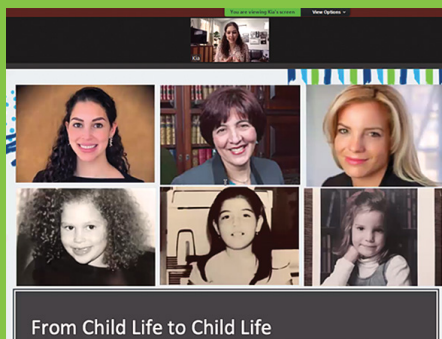 You are viewing Kia's screen View Options
Kia
From Child Life to Child Life